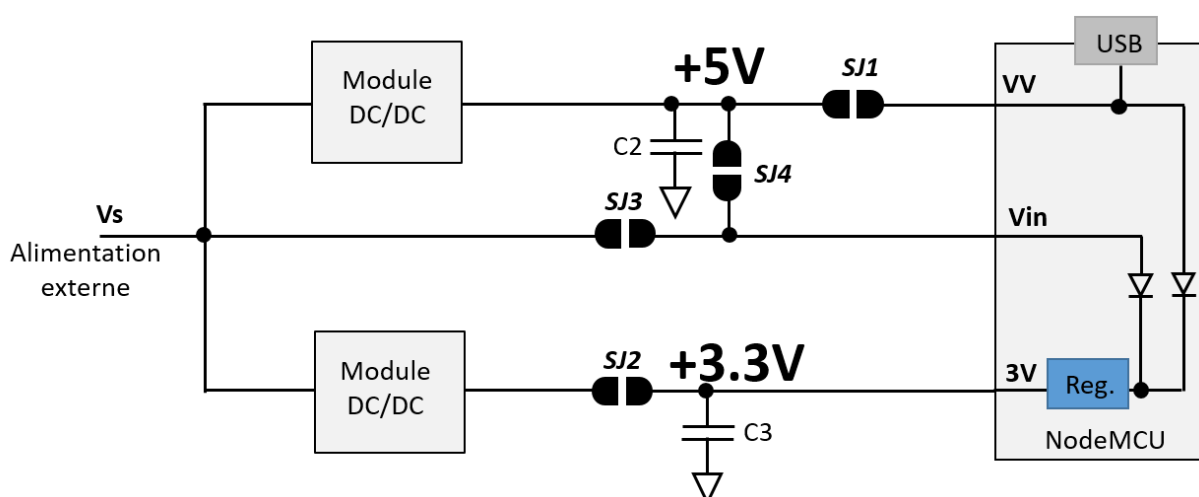 USB
Module
DC/DC
+5V
SJ1
VV
C2
SJ4
Vs
SJ3
Vin
Alimentation
externe
Module
DC/DC
SJ2
+3.3V
3V
Reg.
C3
NodeMCU